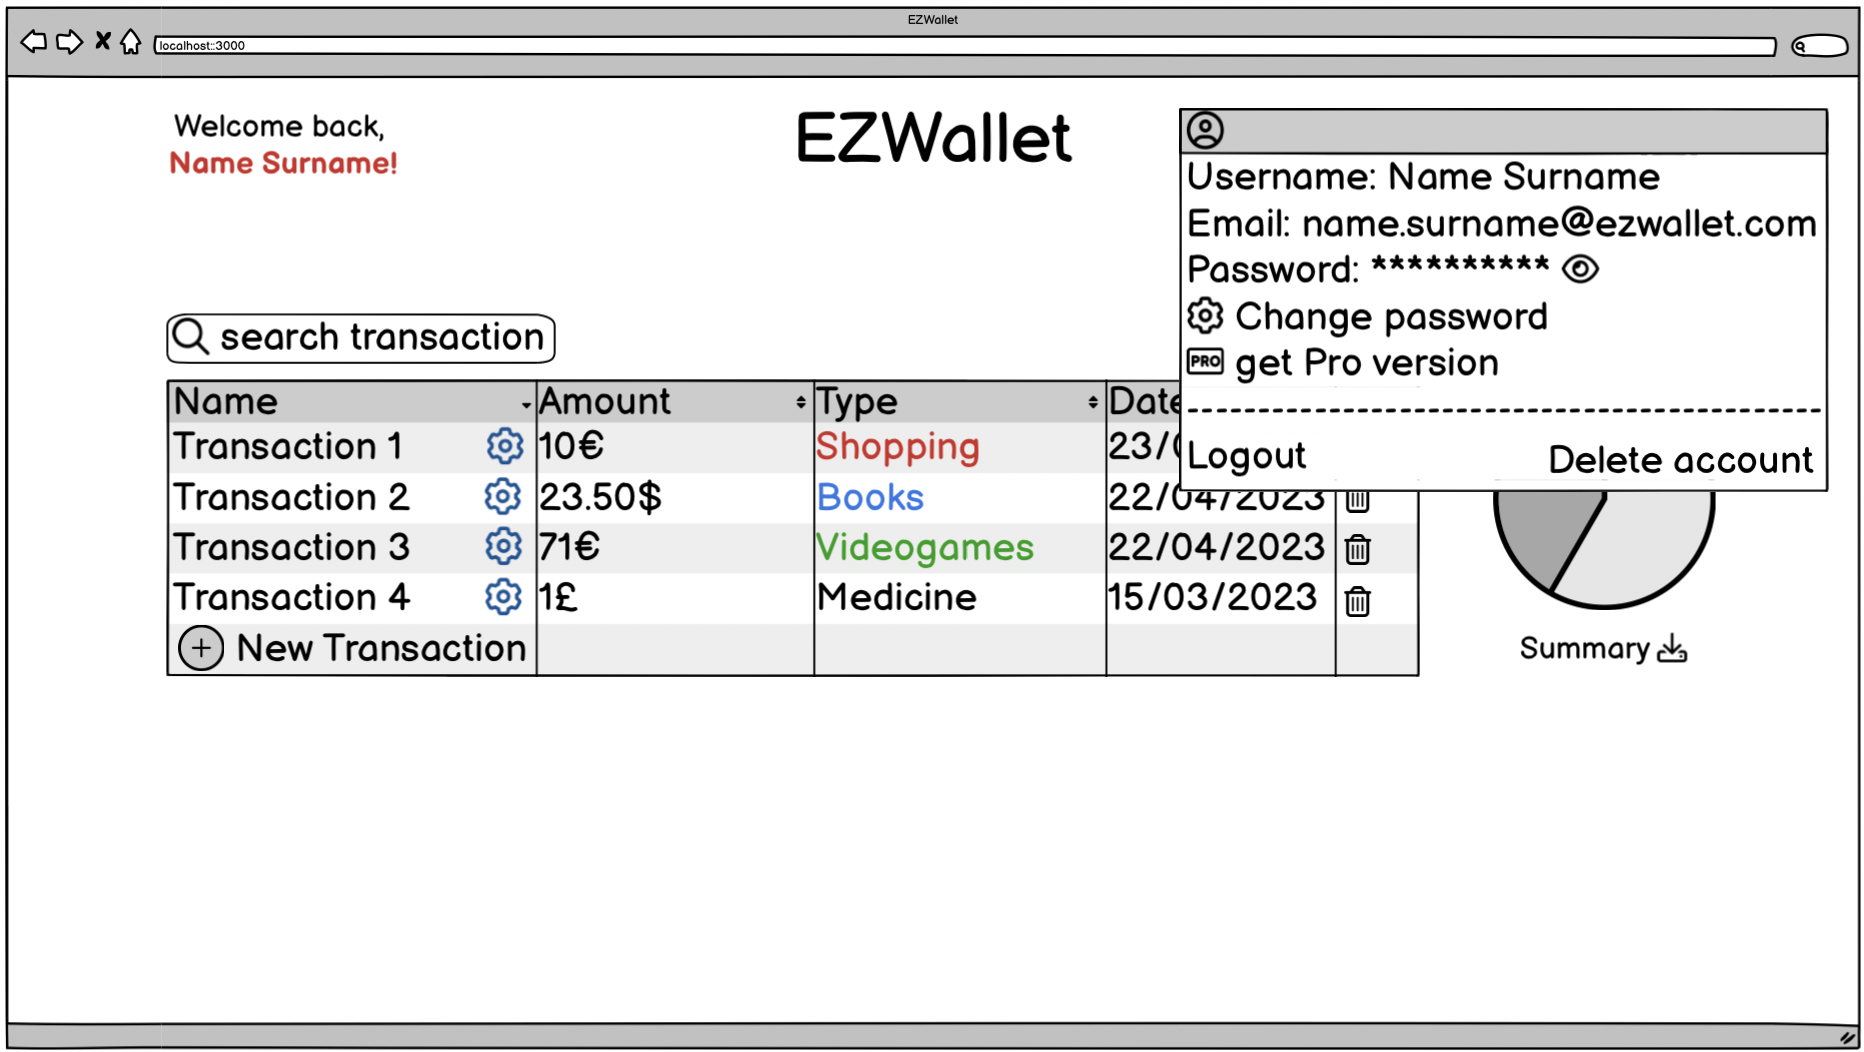 EZWallet
localhost::3000
Welcome back,
Name Surname!
EZWallet
Username: Name Surname
Email: name.surname@ezwallet.com
Password: **********
Change password
PRO get Pro version
Logout Delete account
search transaction
Name Amount Type Date
Transaction 1 10€ Shopping 23/
Transaction 2 23.50$ Books 22/04/2023
Transaction 3 71€ Videogames 22/04/2023
Transaction 4 1£ Medicine 15/03/2023
+ New Transaction
Summary